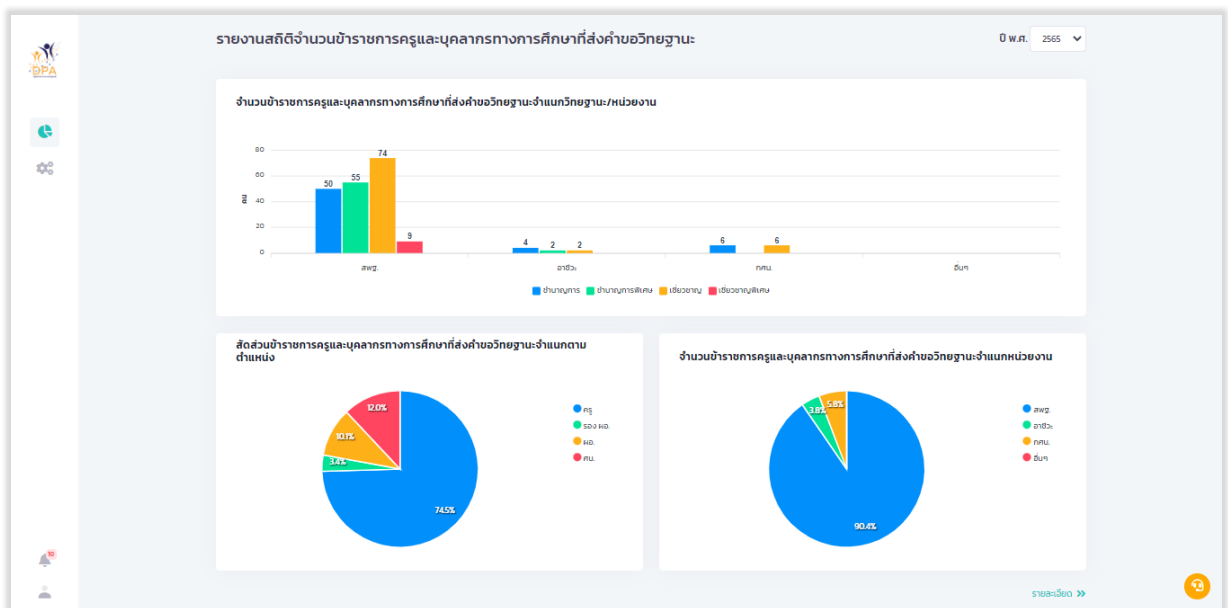 รายงานสถิติจำนวนข้าราชการครูและบุคลากรทางการศึกษาที่ส่งคำขอวิทยฐานะ
ปี พ.ศ. 2565
DPA
จำนวนข้าราชการครูและบุคลากรทางการศึกษาที่ส่งคำขอวิทยฐานะจำแนกวิทยฐานะ/หน่วยงาน
80
60
40
20
0
คน
50 55 74 9
4 2 2
6 6
สพฐ. อาชีวะ กศน. อื่นๆ
ชำนาญการ ชำนาญการพิเศษ เชี่ยวชาญ เชี่ยวชาญพิเศษ
สัดส่วนข้าราชการครูและบุคลากรทางการศึกษาที่ส่งคำขอวิทยฐานะจำแนกตาม
ตำแหน่ง
12.0%
10.1%
3.4%
74.5%
ครู
รอง ผอ.
ผอ.
ศน.
จำนวนข้าราชการครูและบุคลากรทางการศึกษาที่ส่งคำขอวิทยฐานะจำแนกหน่วยงาน
5.8%
3.8%
90.4%
สพฐ.
อาชีวะ
กศน.
อื่นๆ
10
รายละเอียด